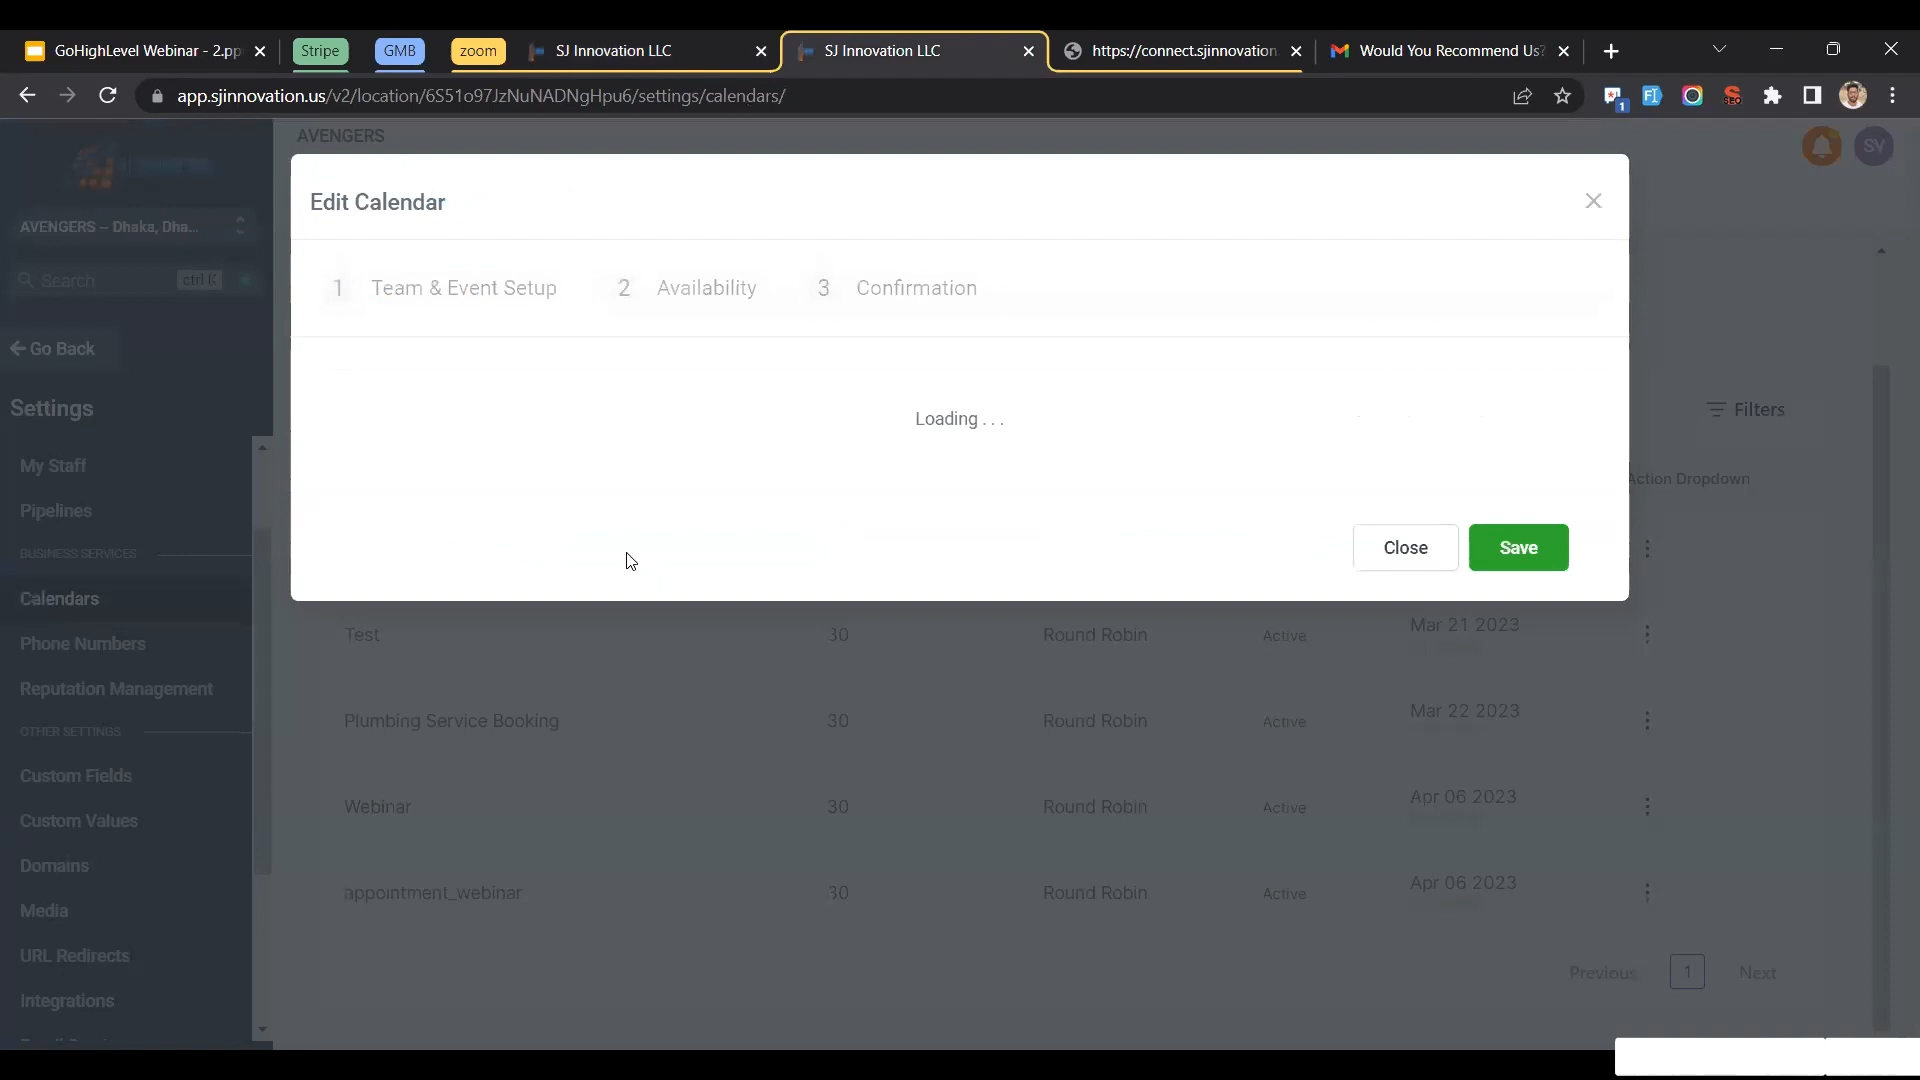 GoHighLevel Webinar - 2.pp
Stripe
GMB
zoom
SJ Innovation LLC
SJ Innovation LLC
https://connect.sjinnovation.
Would You Recommend Us?
app.sjinnovation.us/v2/location/6S51o97JzNuNADNgHpu6/settings/calendars/
1
AVENGERS
SV
AVENGERS -- Dhaka, Dha...
Search
ctrl K
Go Back
Settings
My Staff
Pipelines
BUSINESS SERVICES
Calendars
Phone Numbers
Reputation Management
OTHER SETTINGS
Custom Fields
Custom Values
Domains
Media
URL Redirects
Integrations
Edit Calendar
1 Team & Event Setup 2 Availability 3 Confirmation
Loading . . .
Close Save
Filters
Action Dropdown
Test 30 Round Robin Active Mar 21 2023
Plumbing Service Booking 30 Round Robin Active Mar 22 2023
Webinar 30 Round Robin Active Apr 06 2023
appointment_webinar 30 Round Robin Active Apr 06 2023
Previous 1 Next